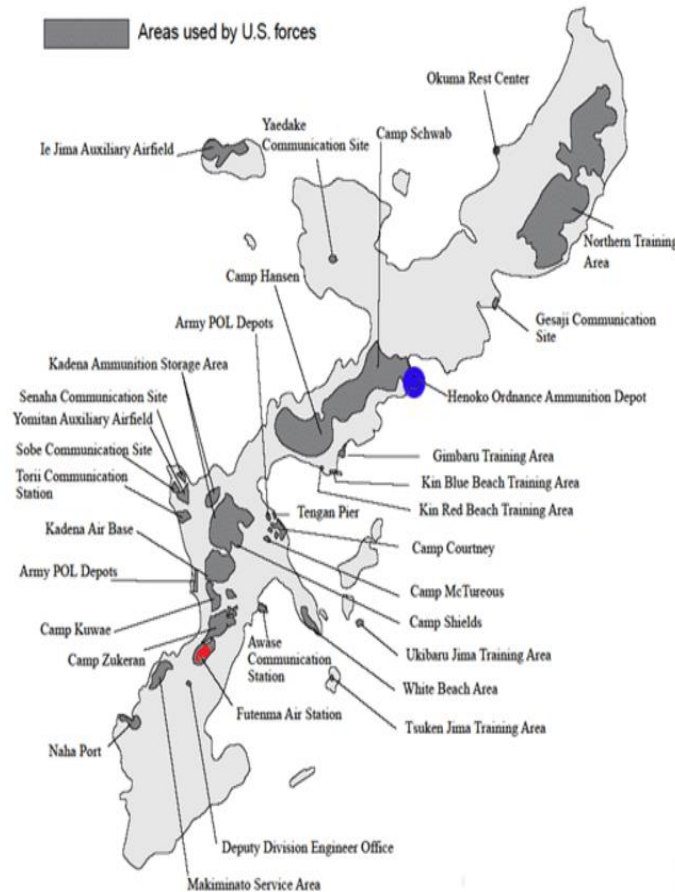 Areas used by U.S. forces
Okuma Rest Center
Yaedake
Communication Site
Camp Schwab
Ie Jima Auxiliary Airfield
Northern Training
Area
Camp Hansen
Gesaji Communication
Site
Army POL Depots
Kadena Ammunition Storage Area
Senaha Communication Site
Henoko Ordnance Ammunition Depot
Yomitan Auxiliary Airfield
Sobe Communication Site
Gimbaru Training Area
Torii Communication
Station
Kin Blue Beach Training Area
Tengan Pier
Kin Red Beach Training Area
Kadena Air Base
Camp Courtney
Army POL Depots
Camp McTureous
Camp Shields
Camp Kuwae
Awase
Communication
Station
Ukibaru Jima Training Area
Camp Zukeran
White Beach Area
Futenma Air Station
Tsuken Jima Training Area
Naha Port
Deputy Division Engineer Office
Makiminato Service Area